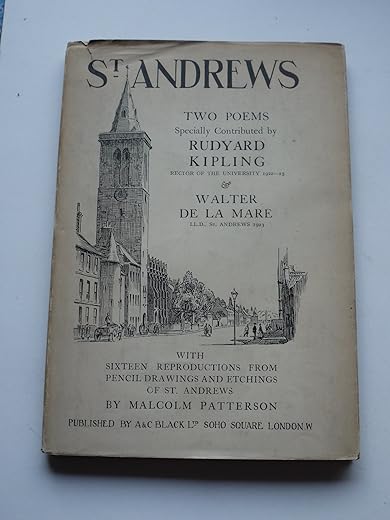 ST ANDREWS
TWO POEMS
Specially Contributed by
RUDYARD
KIPLING
RECTOR OF THE UNIVERSITY 1922-25
&
WALTER
DE LA MARE
LL.D., St. ANDREWS 1923
WITH
SIXTEEN REPRODUCTIONS FROM
PENCIL DRAWINGS AND ETCHINGS
OF ST. ANDREWS
BY MALCOLM PATTERSON
PUBLISHED BY A&C BLACK LTD SOHO SQUARE LONDON.W